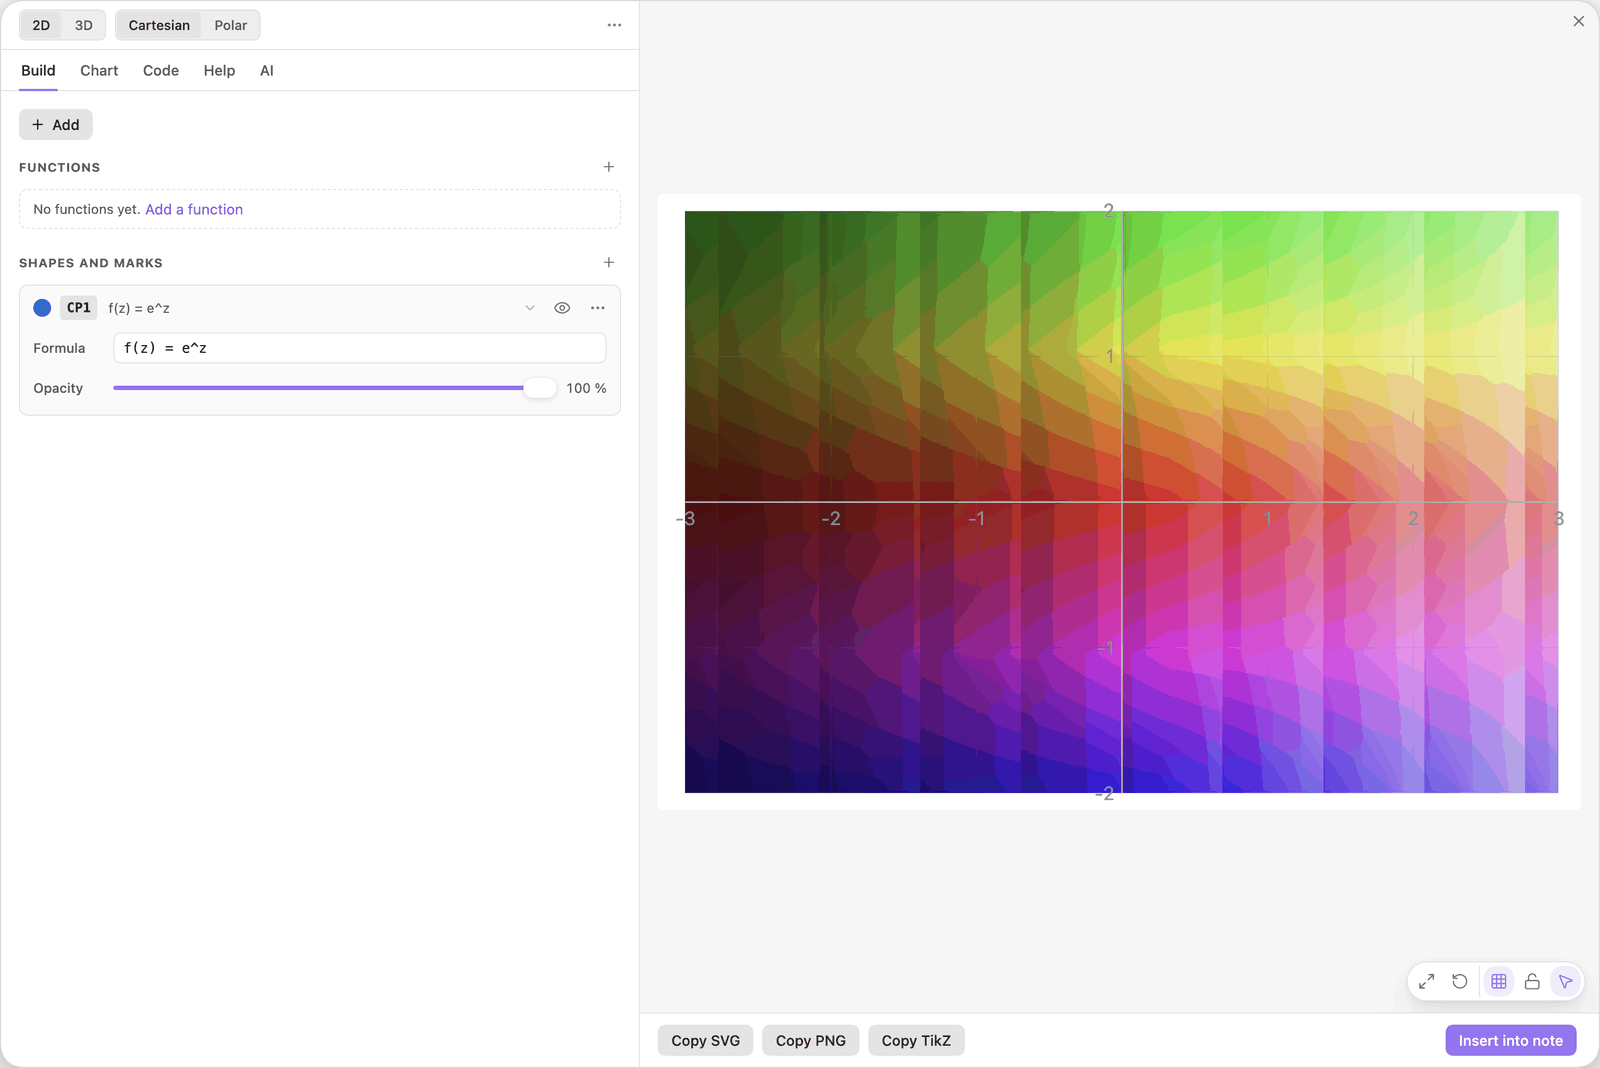 2D 3D Cartesian Polar
Build Chart Code Help AI
+ Add
FUNCTIONS
No functions yet. Add a function
SHAPES AND MARKS
CP1 f(z) = e^z
Formula f(z) = e^z
Opacity 100 %
2
1
-3 -2 -1 1 2 3
-1
-2
Copy SVG Copy PNG Copy TikZ Insert into note